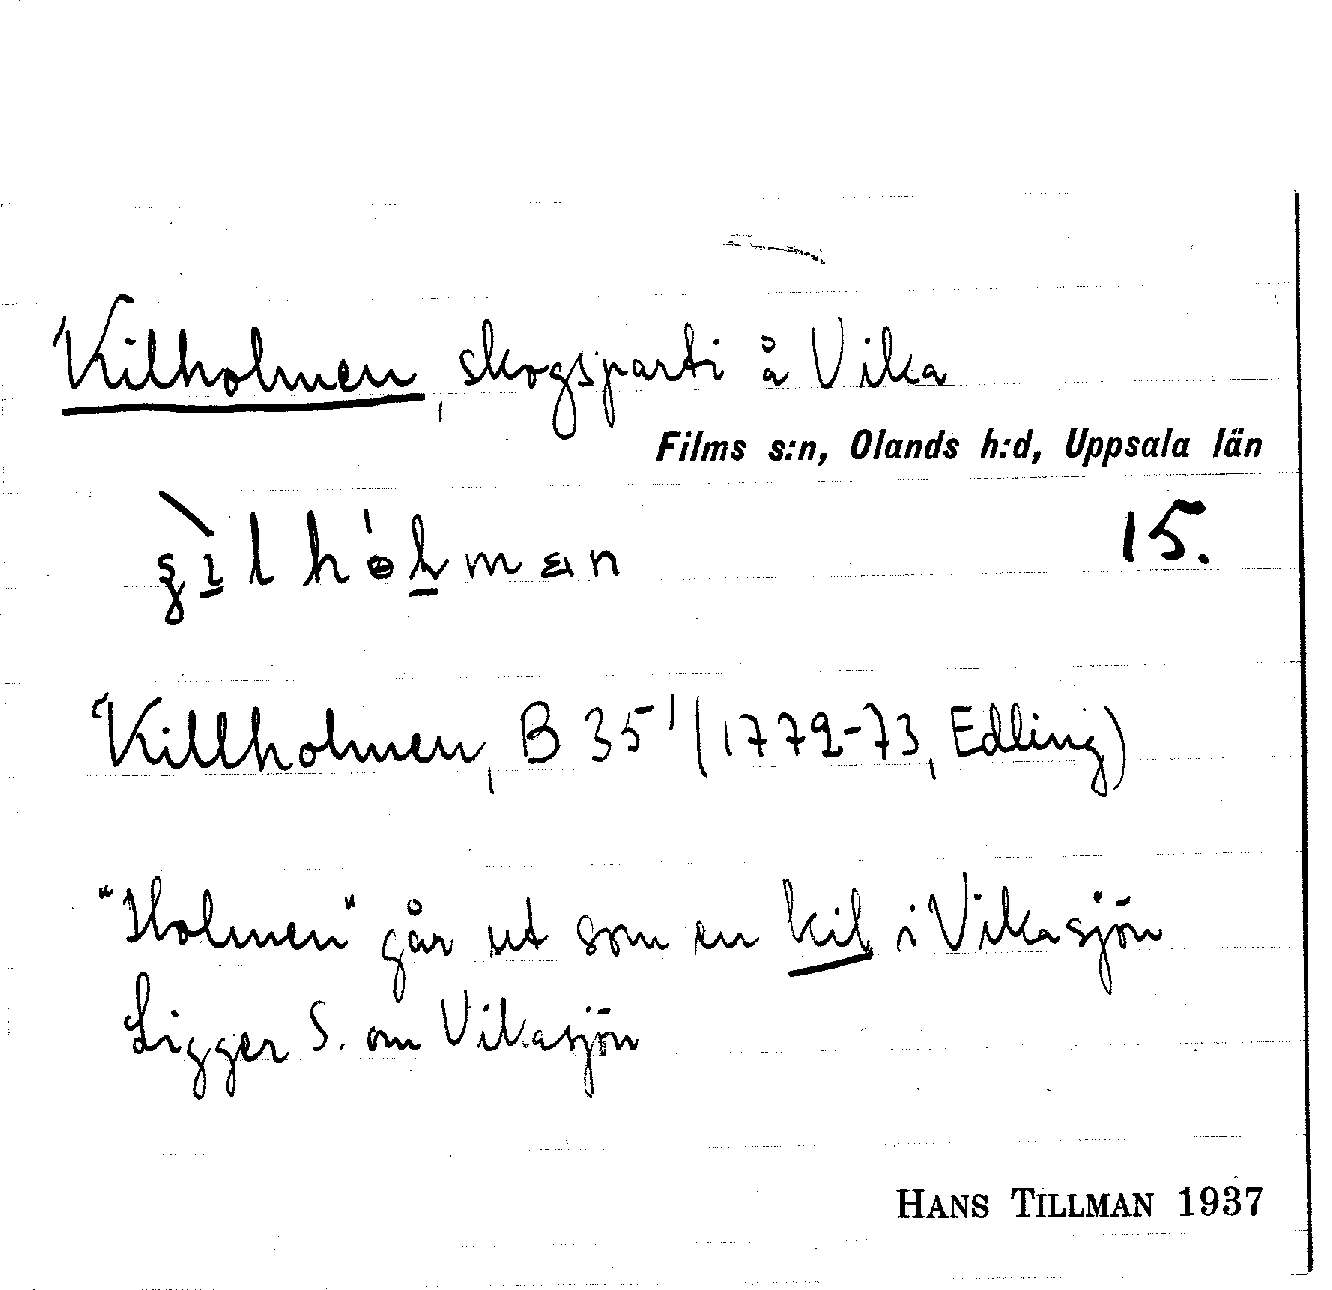 Kilholmen, skogsparti å Vika
Films s:n, Olands h:d, Uppsala län
15.
Killholmen, B 35¹ (1772-73, Edling)
"Holmen" går ut som en kil i Vikasjön
Ligger S. om Vikasjön
HANS TILLMAN 1937